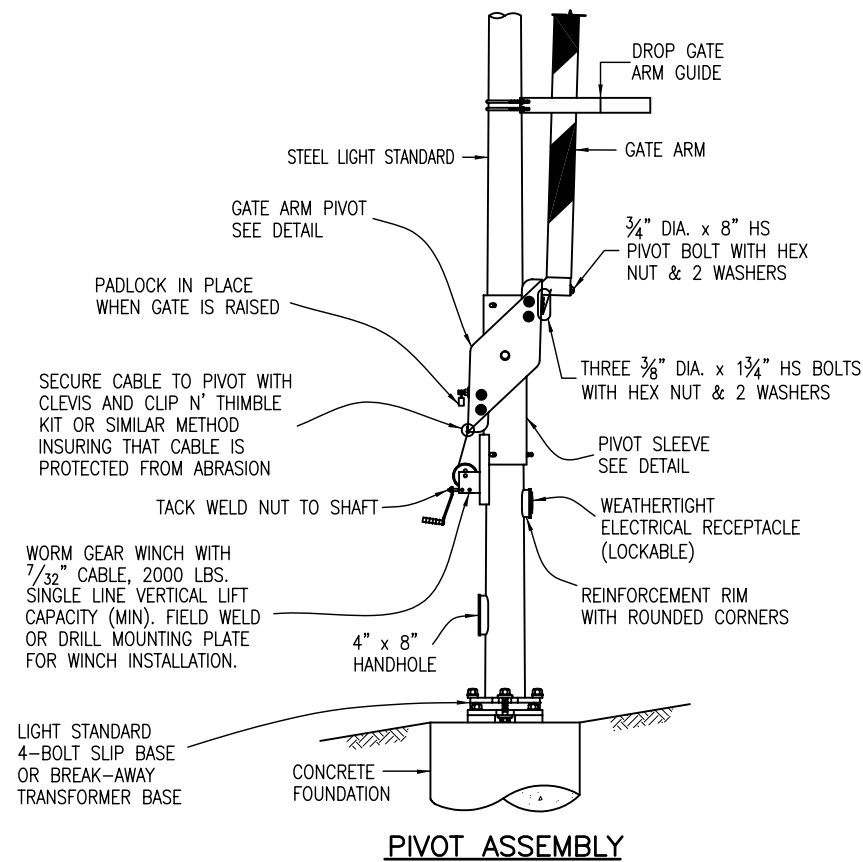 DROP GATE
ARM GUIDE
STEEL LIGHT STANDARD
GATE ARM
GATE ARM PIVOT
SEE DETAIL
3/4" DIA. x 8" HS
PIVOT BOLT WITH HEX
NUT & 2 WASHERS
PADLOCK IN PLACE
WHEN GATE IS RAISED
THREE 3/8" DIA. x 1 3/4" HS BOLTS
WITH HEX NUT & 2 WASHERS
SECURE CABLE TO PIVOT WITH
CLEVIS AND CLIP N' THIMBLE
KIT OR SIMILAR METHOD
INSURING THAT CABLE IS
PROTECTED FROM ABRASION
PIVOT SLEEVE
SEE DETAIL
TACK WELD NUT TO SHAFT
WEATHERTIGHT
ELECTRICAL RECEPTACLE
(LOCKABLE)
WORM GEAR WINCH WITH
7/32" CABLE, 2000 LBS.
SINGLE LINE VERTICAL LIFT
CAPACITY (MIN). FIELD WELD
OR DRILL MOUNTING PLATE
FOR WINCH INSTALLATION.
REINFORCEMENT RIM
WITH ROUNDED CORNERS
4" x 8"
HANDHOLE
LIGHT STANDARD
4-BOLT SLIP BASE
OR BREAK-AWAY
TRANSFORMER BASE
CONCRETE
FOUNDATION
PIVOT ASSEMBLY